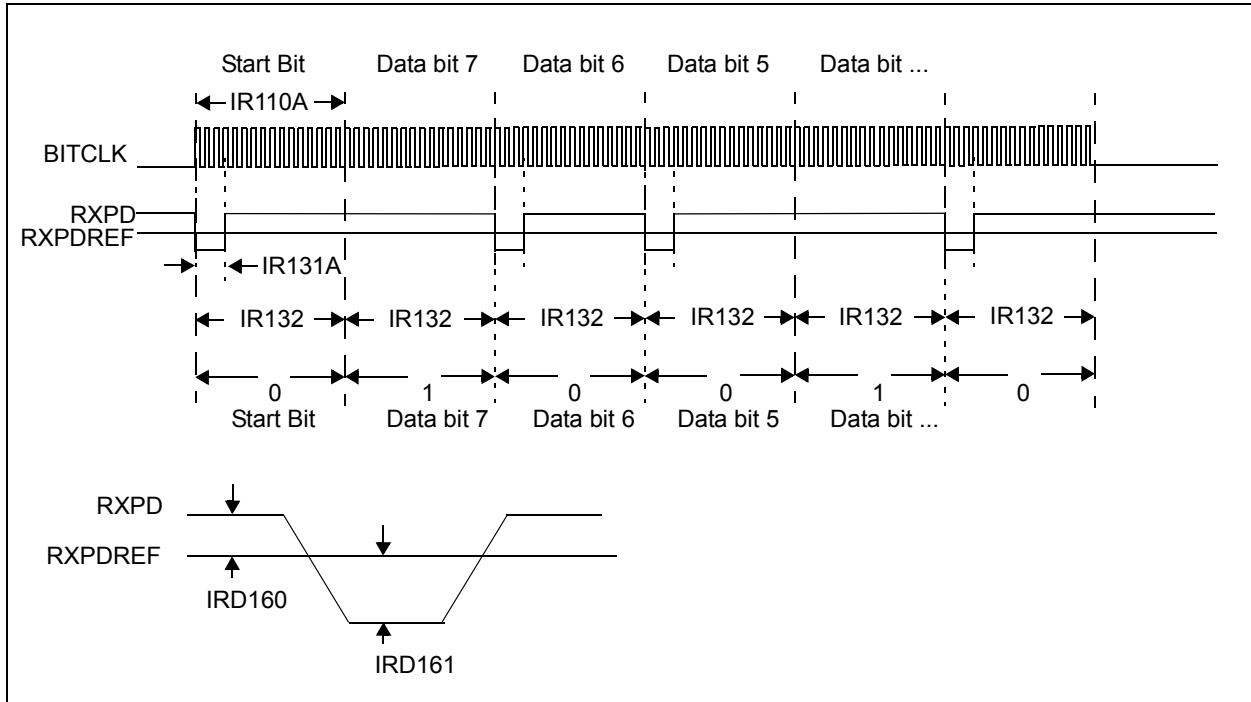 Start Bit Data bit 7 Data bit 6 Data bit 5 Data bit ...
IR110A
BITCLK
RXPD
RXPDREF
IR131A
IR132 IR132 IR132 IR132 IR132 IR132
0 1 0 0 1 0
Start Bit Data bit 7 Data bit 6 Data bit 5 Data bit ...
RXPD
RXPDREF
IRD160
IRD161